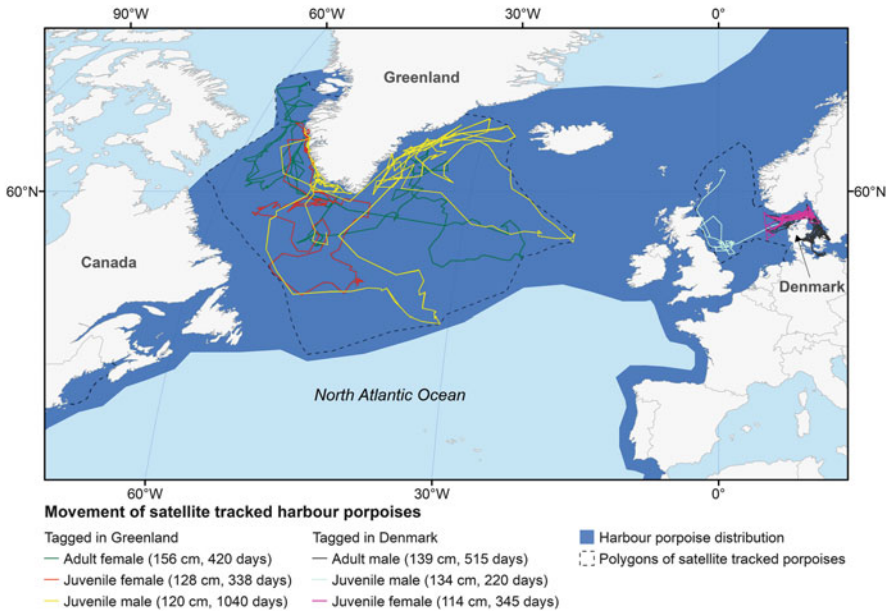 90°W 60°W 30°W 0°
Greenland
60°N 60°N
Canada
Denmark
North Atlantic Ocean
60°W 30°W 0°
Movement of satellite tracked harbour porpoises
Tagged in Greenland
Adult female (156 cm, 420 days)
Juvenile female (128 cm, 338 days)
Juvenile male (120 cm, 1040 days)
Tagged in Denmark
Adult male (139 cm, 515 days)
Juvenile male (134 cm, 220 days)
Juvenile female (114 cm, 345 days)
Harbour porpoise distribution
Polygons of satellite tracked porpoises